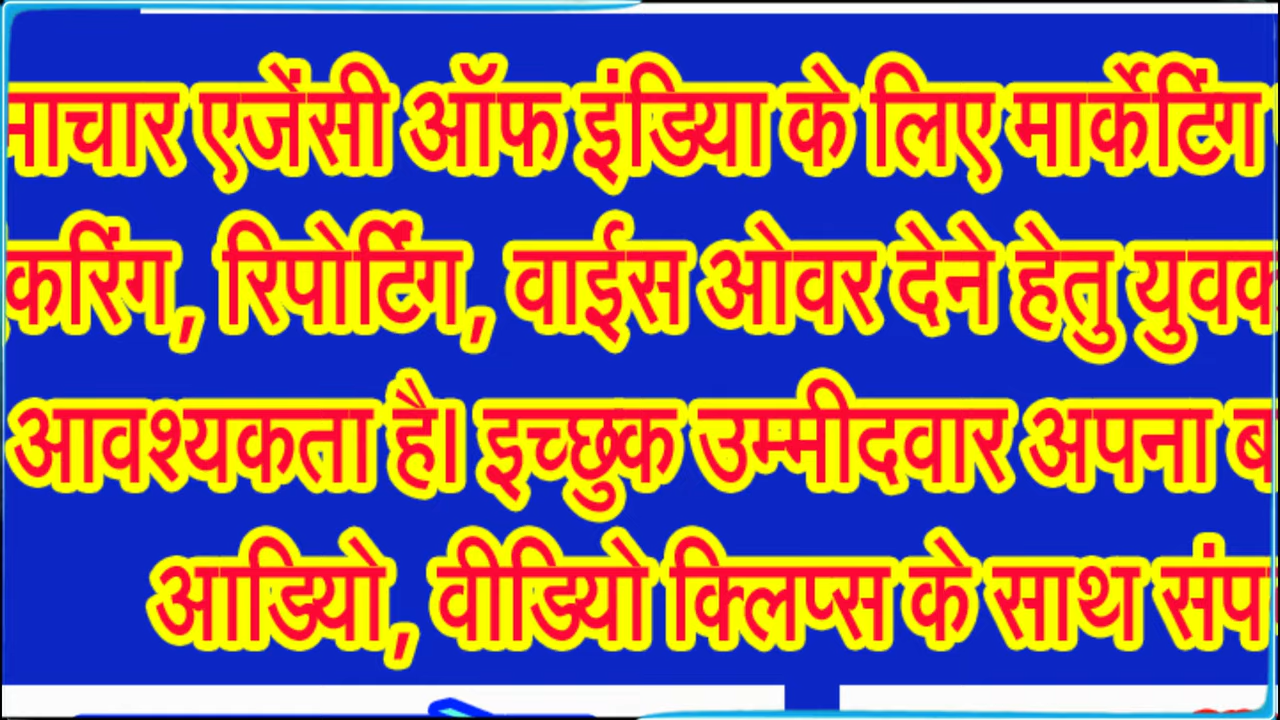 माचार एजेंसी ऑफ इंडिया के लिए मार्केटिंग
करिंग, रिपोर्टिंग, वाईस ओवर देने हेतु युवक
आवश्यकता है। इच्छुक उम्मीदवार अपना ब
आडियो, वीडियो क्लिप्स के साथ संप